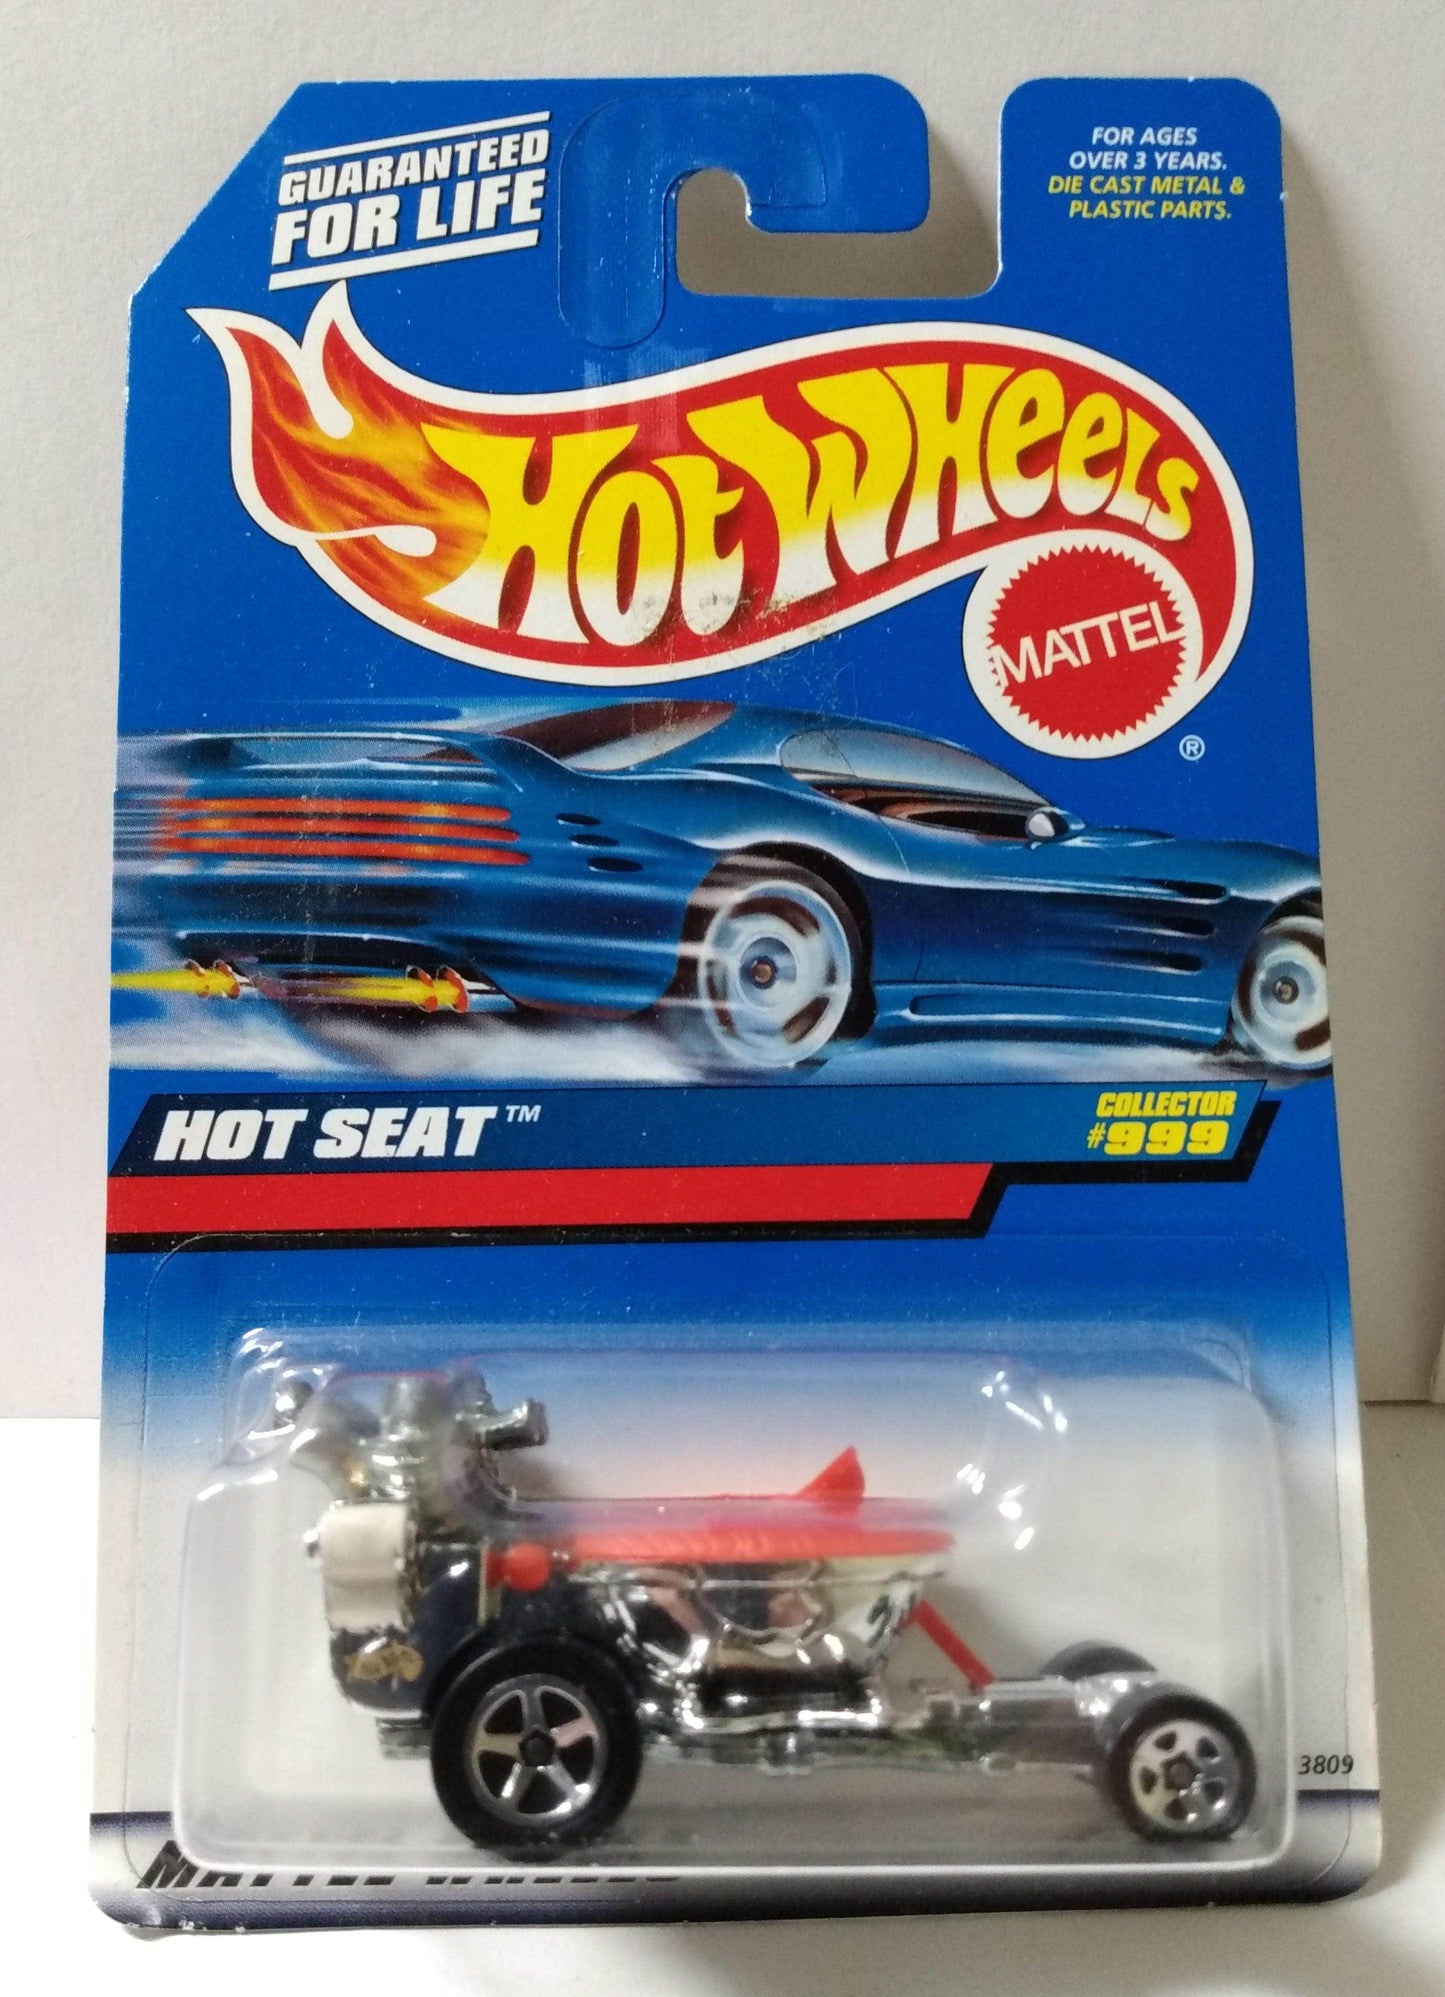 GUARANTEED
FOR LIFE
FOR AGES
OVER 3 YEARS.
DIE CAST METAL &
PLASTIC PARTS.
HOT WHEELS
MATTEL
®
HOT SEAT™
COLLECTOR
#999
3809